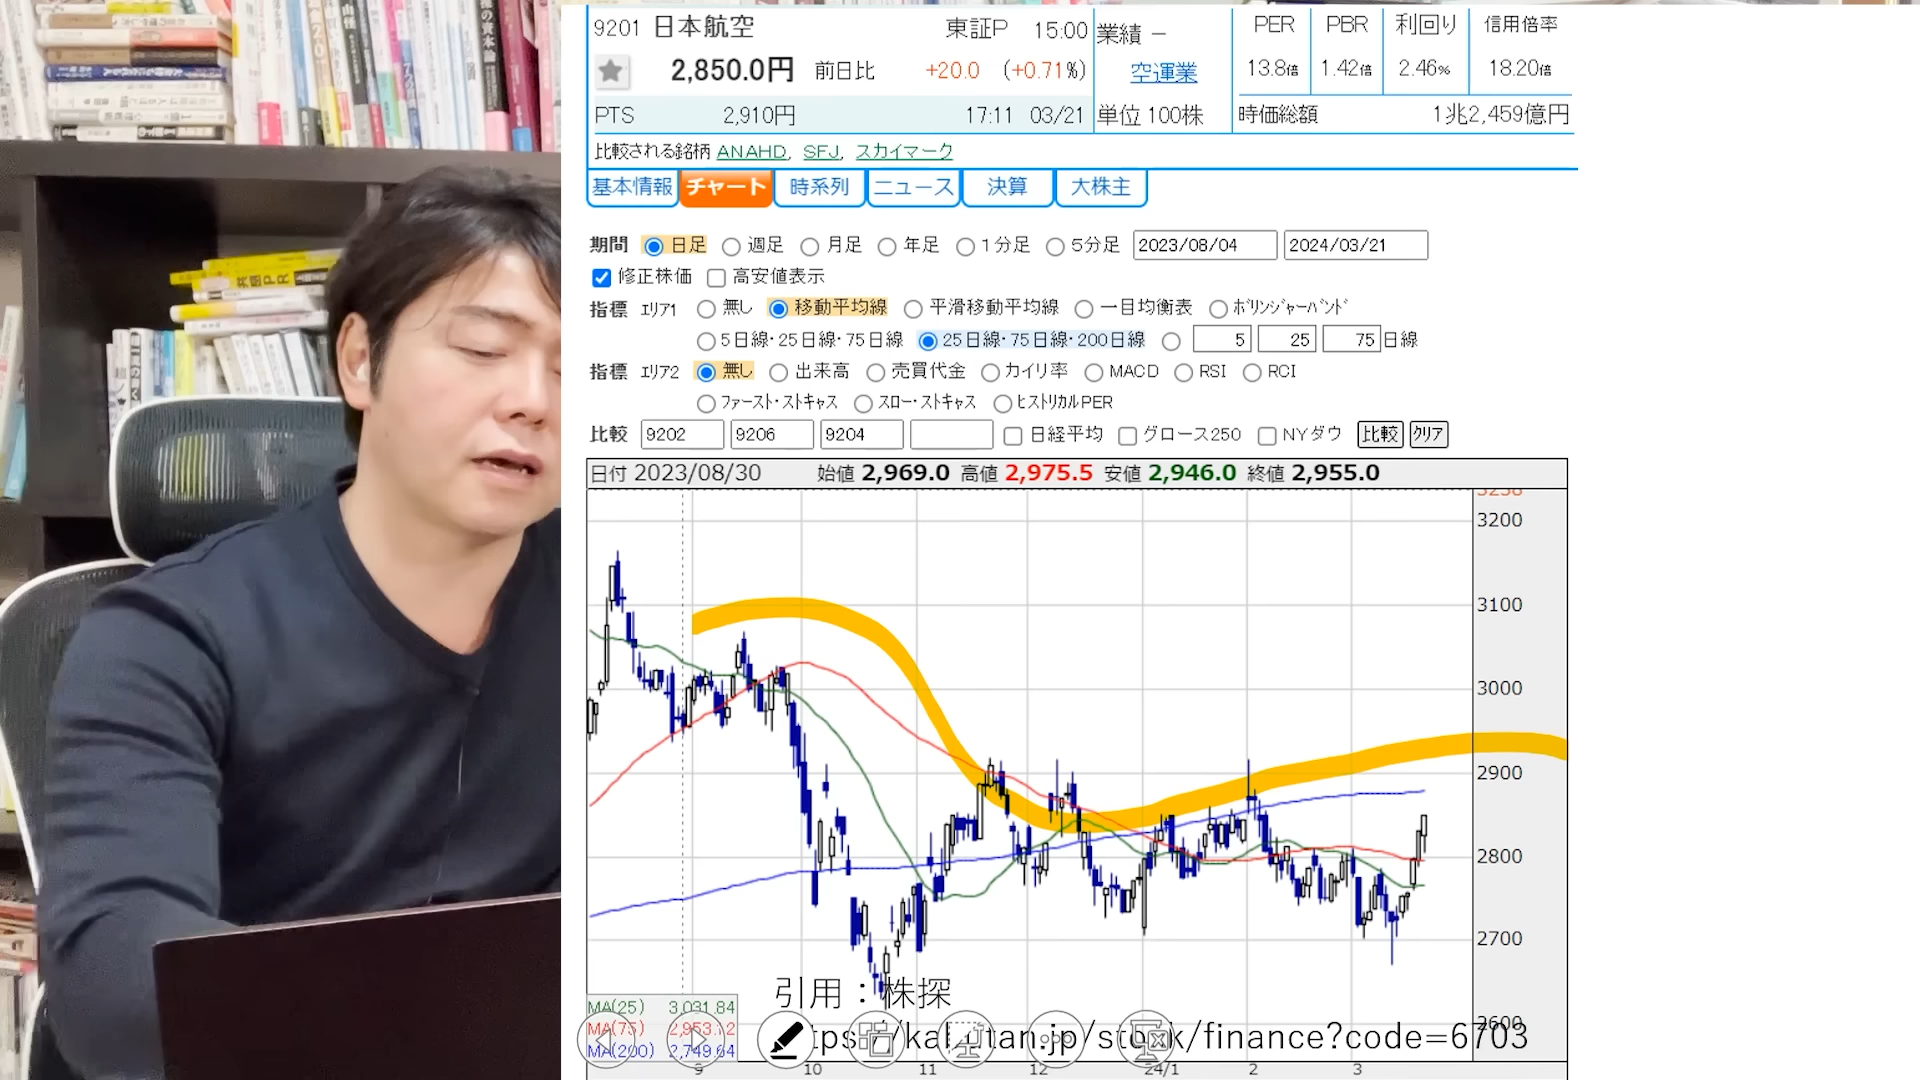 9201 日本航空 東証P 15:00
2,850.0円 前日比 +20.0 (+0.71%)
PTS 2,910円 17:11 03/21
業績 −
空運業
単位 100株
PER PBR 利回り 信用倍率
13.8倍 1.42倍 2.46% 18.20倍
時価総額 1兆2,459億円
比較される銘柄 ANAHD, SFJ, スカイマーク
基本情報 チャート 時系列 ニュース 決算 大株主
期間 日足 週足 月足 年足 1分足 5分足 2023/08/04 2024/03/21
修正株価 高安値表示
指標 エリア1 無し 移動平均線 平滑移動平均線 一目均衡表 ボリンジャーバンド
5日線・25日線・75日線 25日線・75日線・200日線 5 25 75 日線
指標 エリア2 無し 出来高 売買代金 カイリ率 MACD RSI RCI
ファースト・ストキャス スロー・ストキャス ヒストリカルPER
比較 9202 9206 9204 日経平均 グロース250 NYダウ 比較 クリア
日付 2023/08/30 始値 2,969.0 高値 2,975.5 安値 2,946.0 終値 2,955.0
3238
3200
3100
3000
2900
2800
2700
2600
引用：株探
MA(25) 3,031.84
MA(75) 2,953.12
MA(200) 2,749.64
9 10 11 12 24/1 2 3